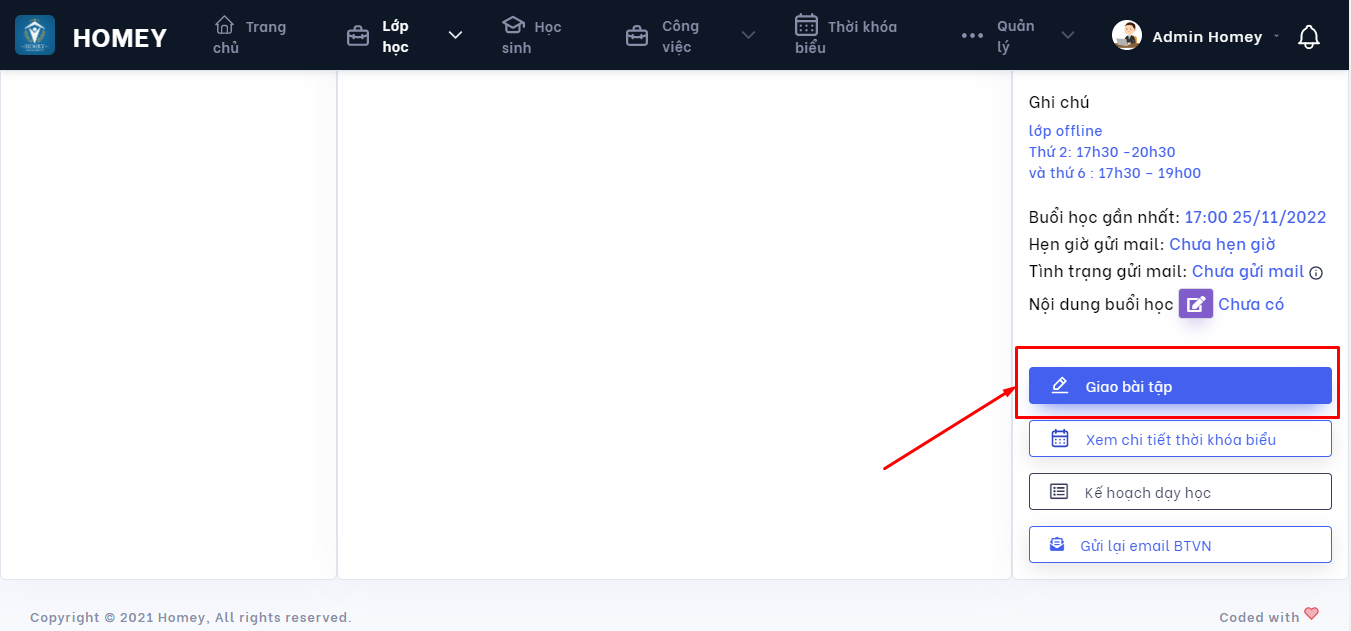 HOMEY
Trang
chủ
Lớp
học
Học
sinh
Công
việc
Thời khóa
biểu
Quản
lý
Admin Homey
Ghi chú
lớp offline
Thứ 2: 17h30 -20h30
và thứ 6 : 17h30 - 19h00
Buổi học gần nhất: 17:00 25/11/2022
Hẹn giờ gửi mail: Chưa hẹn giờ
Tình trạng gửi mail: Chưa gửi mail
Nội dung buổi học Chưa có
Giao bài tập
Xem chi tiết thời khóa biểu
Kế hoạch dạy học
Gửi lại email BTVN
Copyright © 2021 Homey, All rights reserved.
Coded with